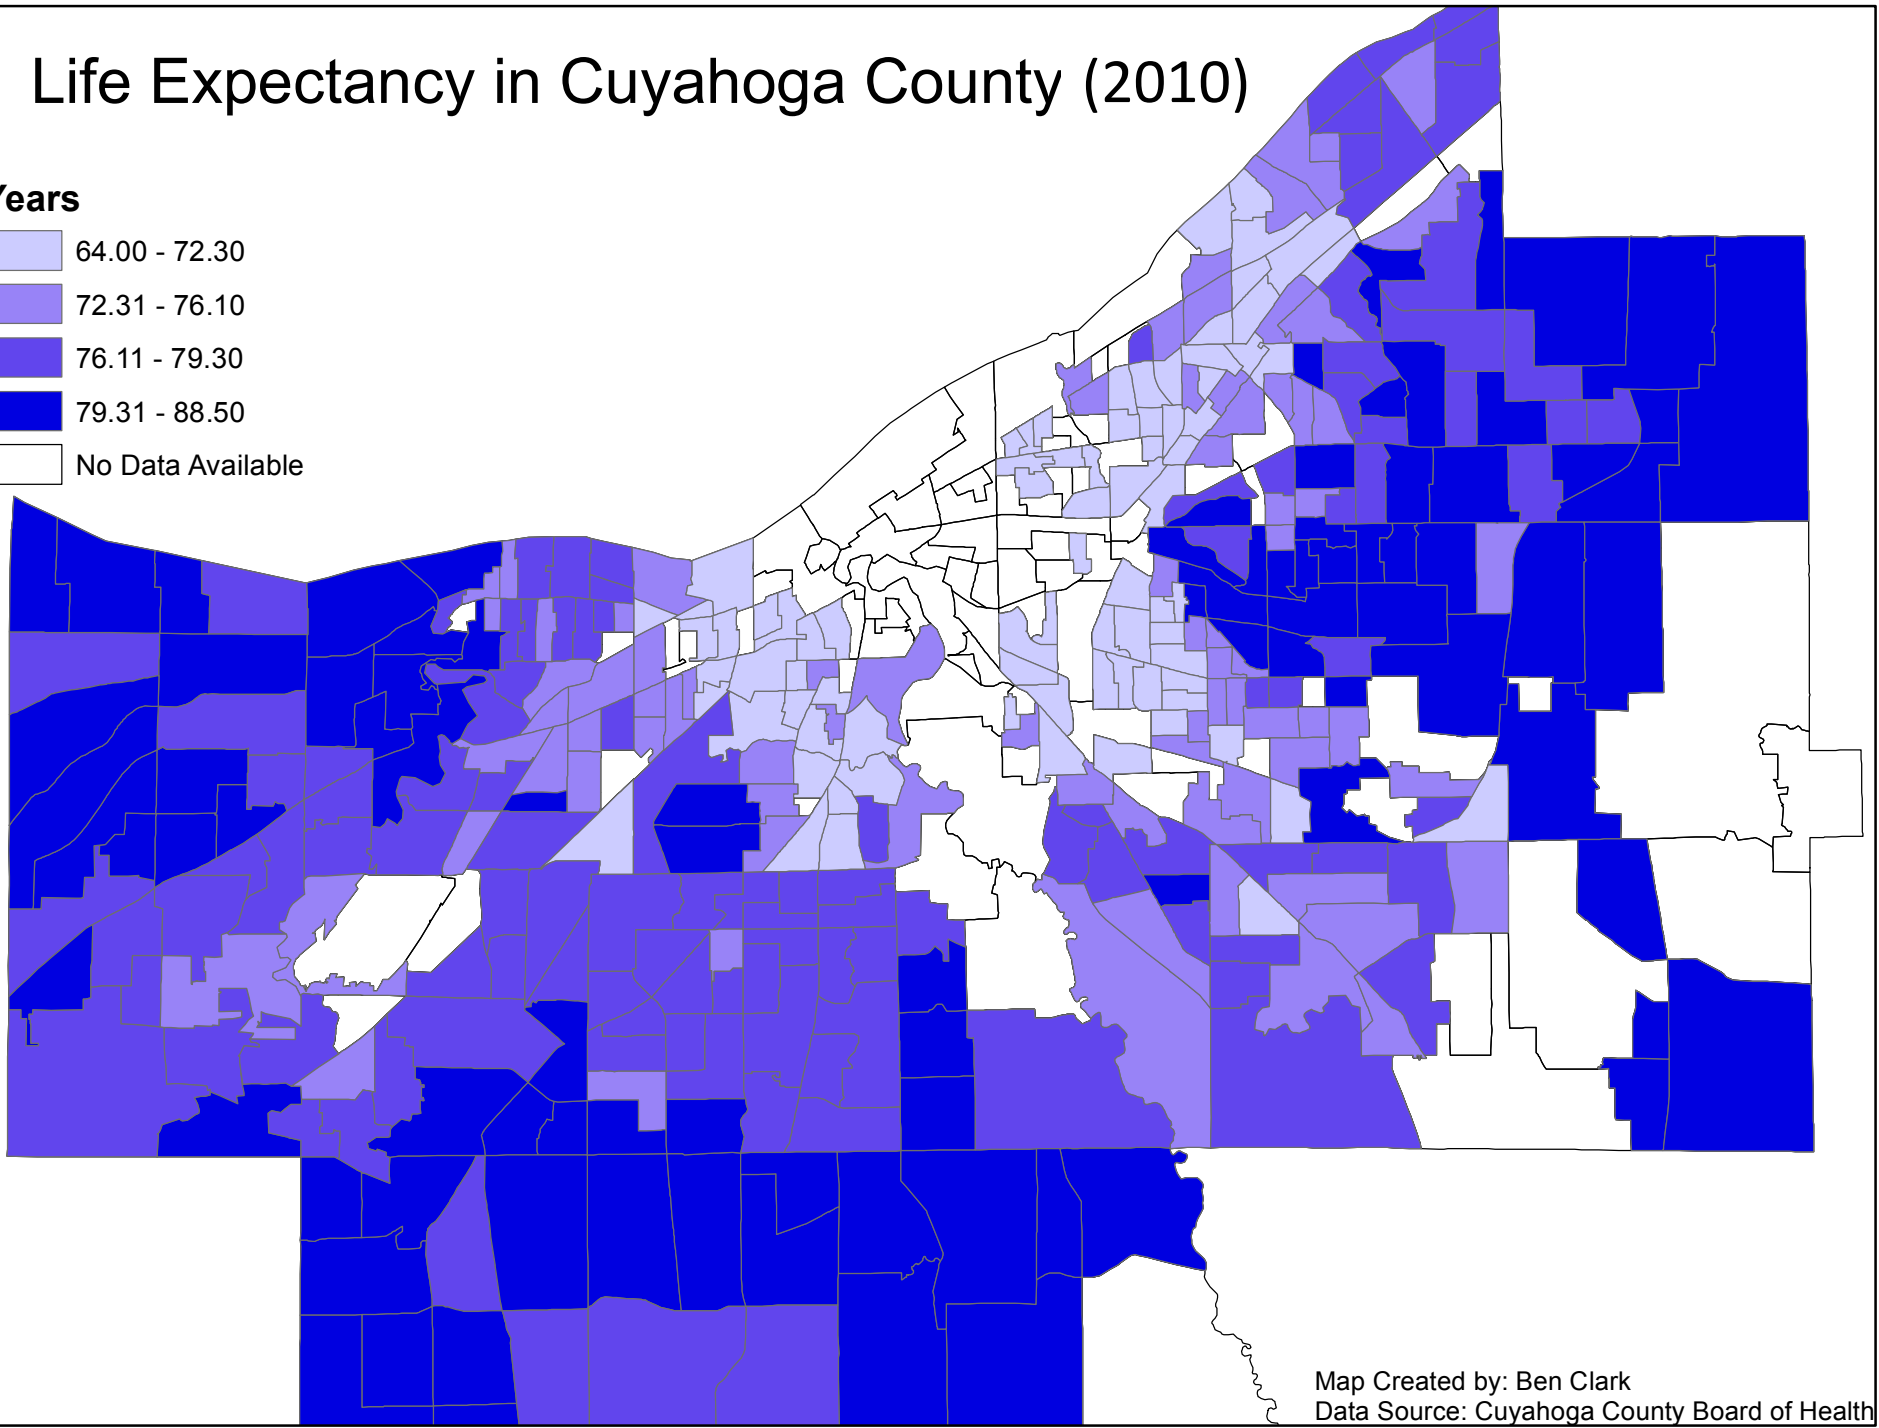 Life Expectancy in Cuyahoga County (2010)
Years
64.00 - 72.30
72.31 - 76.10
76.11 - 79.30
79.31 - 88.50
No Data Available
Map Created by: Ben Clark
Data Source: Cuyahoga County Board of Health